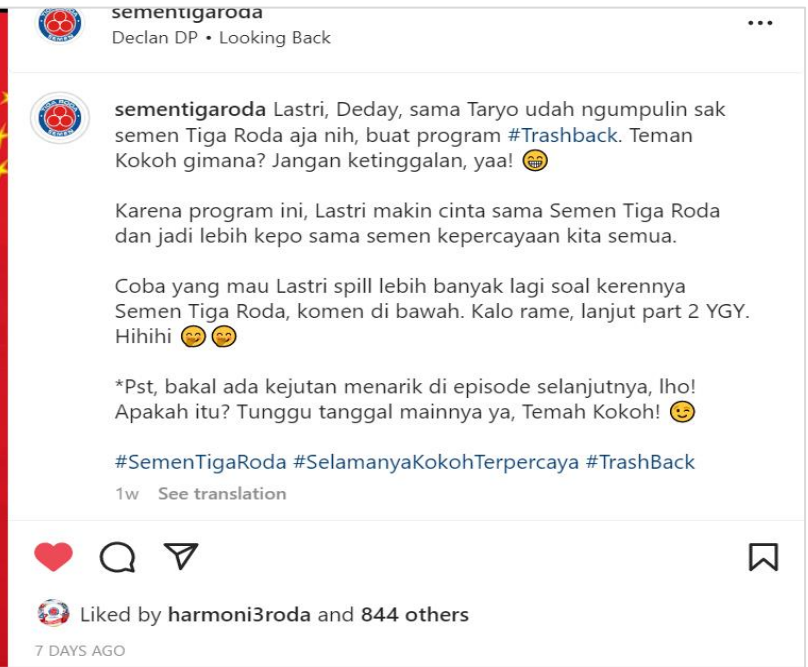 sementigaroda
Declan DP • Looking Back
sementigaroda Lastri, Deday, sama Taryo udah ngumpulin sak
semen Tiga Roda aja nih, buat program #Trashback. Teman
Kokoh gimana? Jangan ketinggalan, yaa! 😁
Karena program ini, Lastri makin cinta sama Semen Tiga Roda
dan jadi lebih kepo sama semen kepercayaan kita semua.
Coba yang mau Lastri spill lebih banyak lagi soal kerennya
Semen Tiga Roda, komen di bawah. Kalo rame, lanjut part 2 YGY.
Hihihi 🤭🤭
*Pst, bakal ada kejutan menarik di episode selanjutnya, lho!
Apakah itu? Tunggu tanggal mainnya ya, Temah Kokoh! 😉
#SemenTigaRoda #SelamanyaKokohTerpercaya #TrashBack
1w See translation
Liked by harmoni3roda and 844 others
7 DAYS AGO